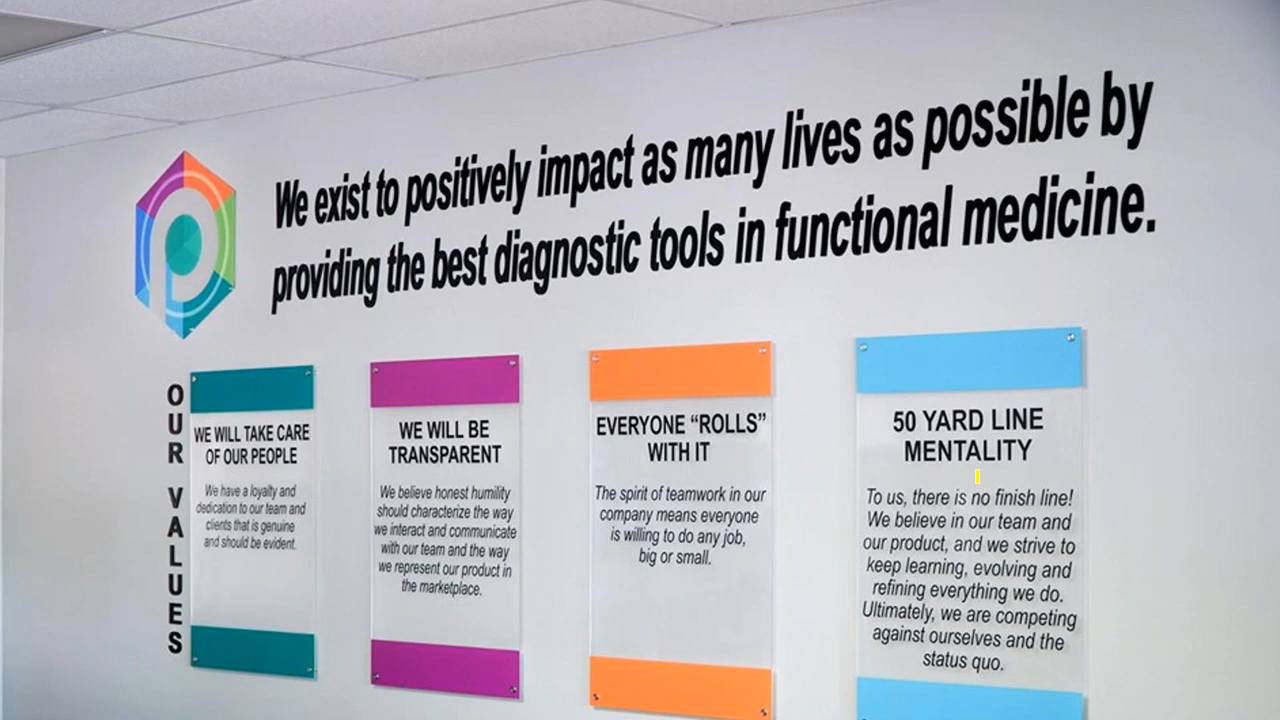 We exist to positively impact as many lives as possible by
providing the best diagnostic tools in functional medicine.
OUR VALUES
WE WILL TAKE CARE
OF OUR PEOPLE
We have a loyalty and
dedication to our team and
clients that is genuine
and should be evident.
WE WILL BE
TRANSPARENT
We believe honest humility
should characterize the way
we interact and communicate
with our team and the way
we represent our product in
the marketplace.
EVERYONE “ROLLS”
WITH IT
The spirit of teamwork in our
company means everyone
is willing to do any job,
big or small.
50 YARD LINE
MENTALITY
To us, there is no finish line!
We believe in our team and
our product, and we strive to
keep learning, evolving and
refining everything we do.
Ultimately, we are competing
against ourselves and the
status quo.